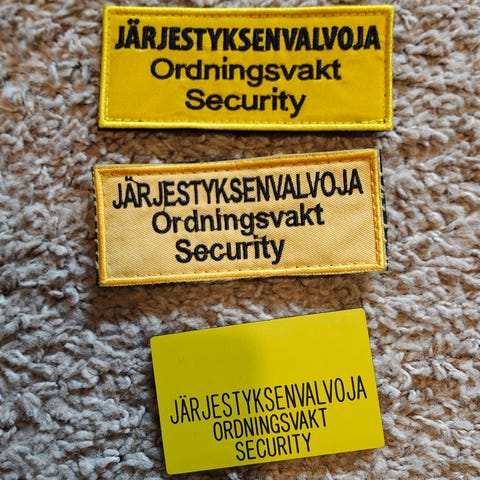 JÄRJESTYKSENVALVOJA
Ordningsvakt
Security
JÄRJESTYKSENVALVOJA
Ordningsvakt
Security
JÄRJESTYKSENVALVOJA
ORDNINGSVAKT
SECURITY